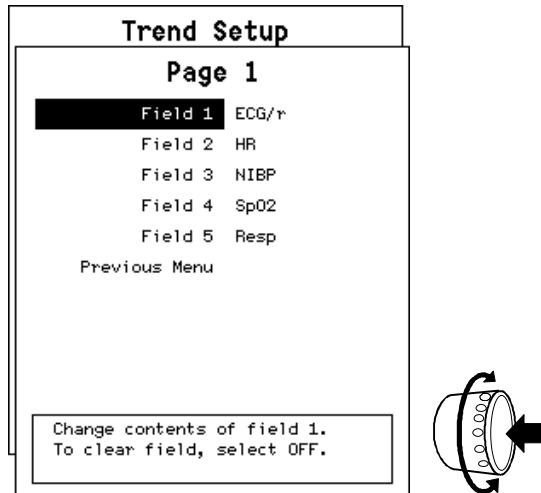 Trend Setup
Page 1
Field 1 ECG/r
Field 2 HR
Field 3 NIBP
Field 4 SpO2
Field 5 Resp
Previous Menu
Change contents of field 1.
To clear field, select OFF.